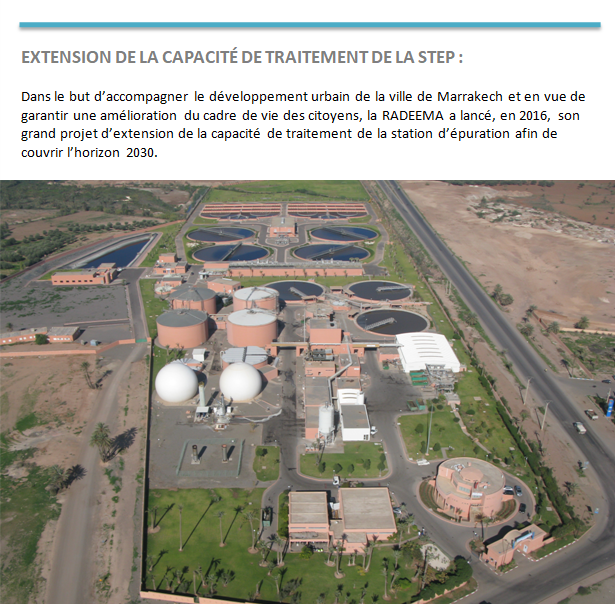 EXTENSION DE LA CAPACITÉ DE TRAITEMENT DE LA STEP :
Dans le but d’accompagner le développement urbain de la ville de Marrakech et en vue de
garantir une amélioration du cadre de vie des citoyens, la RADEEMA a lancé, en 2016, son
grand projet d’extension de la capacité de traitement de la station d’épuration afin de
couvrir l’horizon 2030.